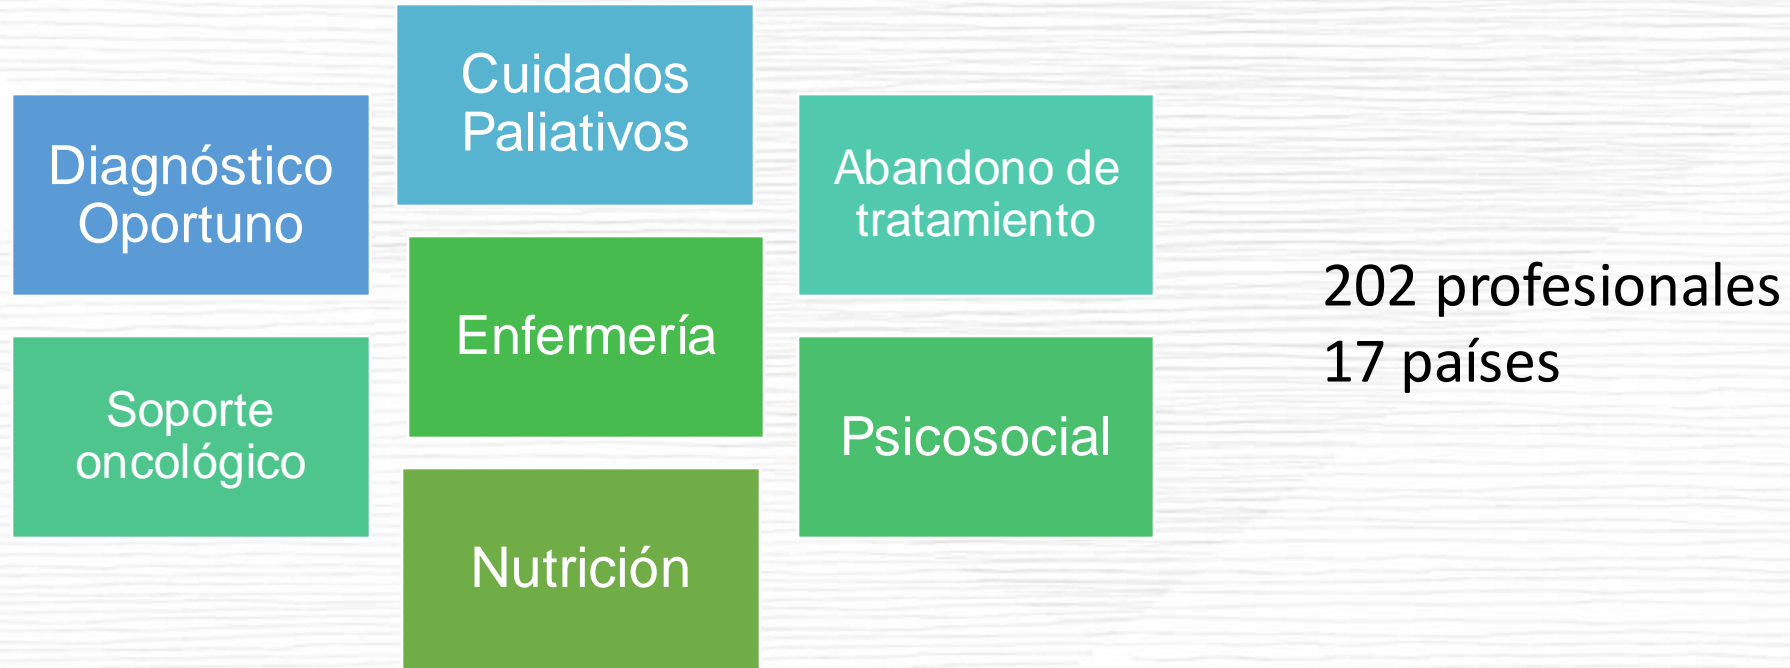 Cuidados
Paliativos
Diagnóstico
Oportuno
Abandono de
tratamiento
Enfermería
Soporte
oncológico
Psicosocial
Nutrición
202 profesionales
17 países